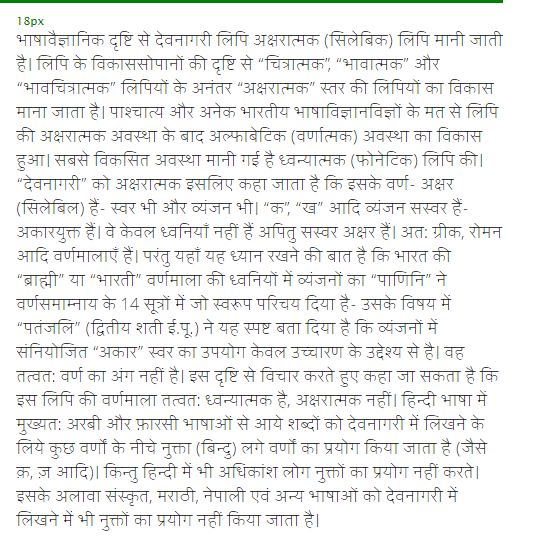 18px
भाषावैज्ञानिक दृष्टि से देवनागरी लिपि अक्षरात्मक (सिलेबिक) लिपि मानी जाती
है। लिपि के विकाससोपानों की दृष्टि से “चित्रात्मक”, “भावात्मक” और
“भावचित्रात्मक” लिपियों के अनंतर “अक्षरात्मक” स्तर की लिपियों का विकास
माना जाता है। पाश्चात्य और अनेक भारतीय भाषाविज्ञानविज्ञों के मत से लिपि
की अक्षरात्मक अवस्था के बाद अल्फाबेटिक (वर्णात्मक) अवस्था का विकास
हुआ। सबसे विकसित अवस्था मानी गई है ध्वन्यात्मक (फोनेटिक) लिपि की।
“देवनागरी” को अक्षरात्मक इसलिए कहा जाता है कि इसके वर्ण- अक्षर
(सिलेबिल) हैं- स्वर भी और व्यंजन भी। “क”, “ख” आदि व्यंजन सस्वर हैं-
अकारयुक्त हैं। वे केवल ध्वनियाँ नहीं हैं अपितु सस्वर अक्षर हैं। अत: ग्रीक, रोमन
आदि वर्णमालाएँ हैं। परंतु यहाँ यह ध्यान रखने की बात है कि भारत की
“ब्राह्मी” या “भारती” वर्णमाला की ध्वनियों में व्यंजनों का “पाणिनि” ने
वर्णसमाम्नाय के 14 सूत्रों में जो स्वरूप परिचय दिया है- उसके विषय में
“पतंजलि” (द्वितीय शती ई.पू.) ने यह स्पष्ट बता दिया है कि व्यंजनों में
संनियोजित “अकार” स्वर का उपयोग केवल उच्चारण के उद्देश्य से है। वह
तत्वत: वर्ण का अंग नहीं है। इस दृष्टि से विचार करते हुए कहा जा सकता है कि
इस लिपि की वर्णमाला तत्वत: ध्वन्यात्मक है, अक्षरात्मक नहीं। हिन्दी भाषा में
मुख्यत: अरबी और फ़ारसी भाषाओं से आये शब्दों को देवनागरी में लिखने के
लिये कुछ वर्णों के नीचे नुक्ता (बिन्दु) लगे वर्णों का प्रयोग किया जाता है (जैसे
क़, ज़ आदि)। किन्तु हिन्दी में भी अधिकांश लोग नुक्तों का प्रयोग नहीं करते।
इसके अलावा संस्कृत, मराठी, नेपाली एवं अन्य भाषाओं को देवनागरी में
लिखने में भी नुक्तों का प्रयोग नहीं किया जाता है।